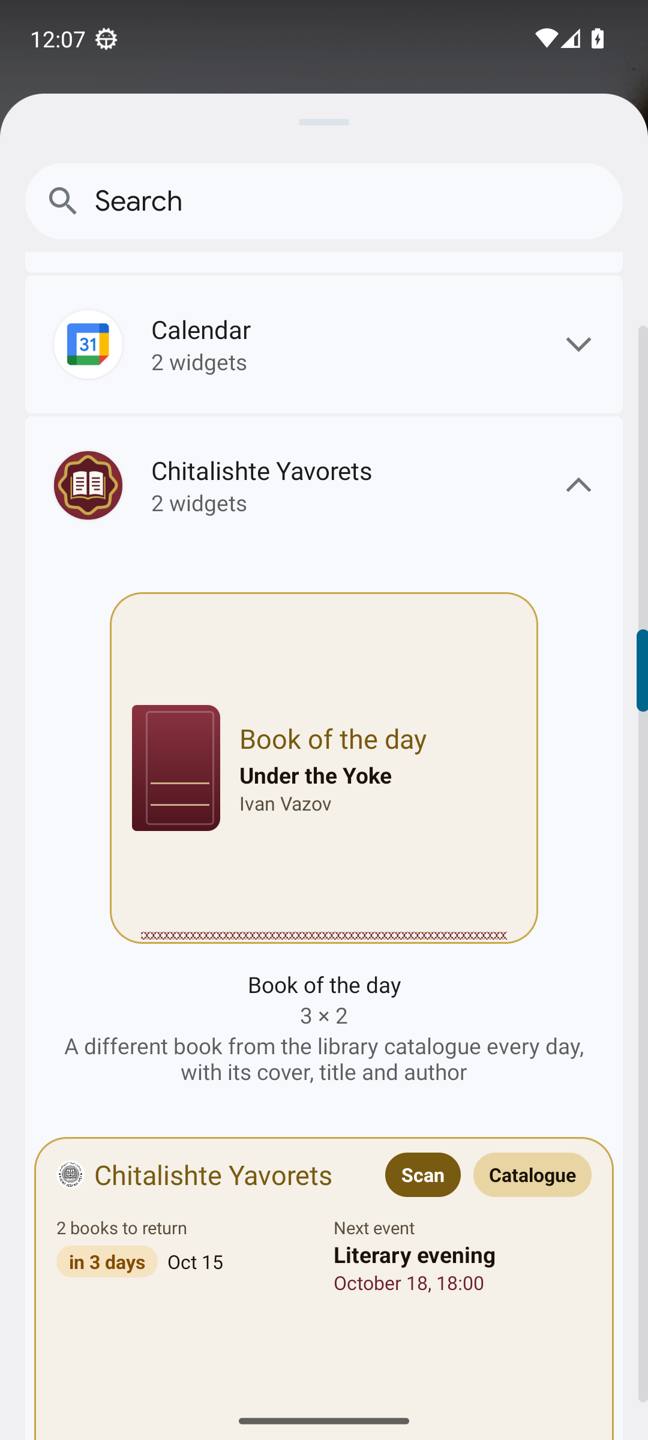 12:07
Search
Calendar
2 widgets
31
Chitalishte Yavorets
2 widgets
Book of the day
Under the Yoke
Ivan Vazov
Book of the day
3 × 2
A different book from the library catalogue every day,
with its cover, title and author
Chitalishte Yavorets
Scan
Catalogue
2 books to return
in 3 days Oct 15
Next event
Literary evening
October 18, 18:00